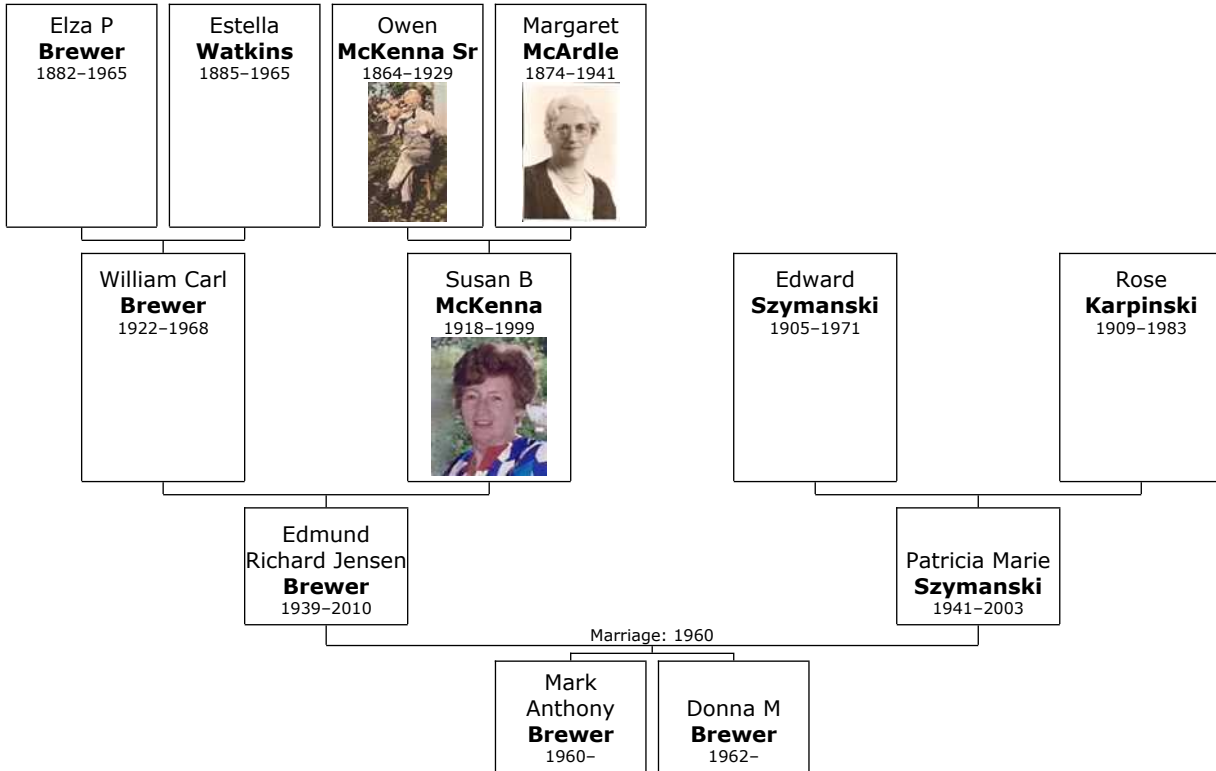 Elza P
Brewer
1882–1965
Estella
Watkins
1885–1965
Owen
McKenna Sr
1864–1929
Margaret
McArdle
1874–1941
William Carl
Brewer
1922–1968
Susan B
McKenna
1918–1999
Edward
Szymanski
1905–1971
Rose
Karpinski
1909–1983
Edmund
Richard Jensen
Brewer
1939–2010
Patricia Marie
Szymanski
1941–2003
Marriage: 1960
Mark
Anthony
Brewer
1960–
Donna M
Brewer
1962–